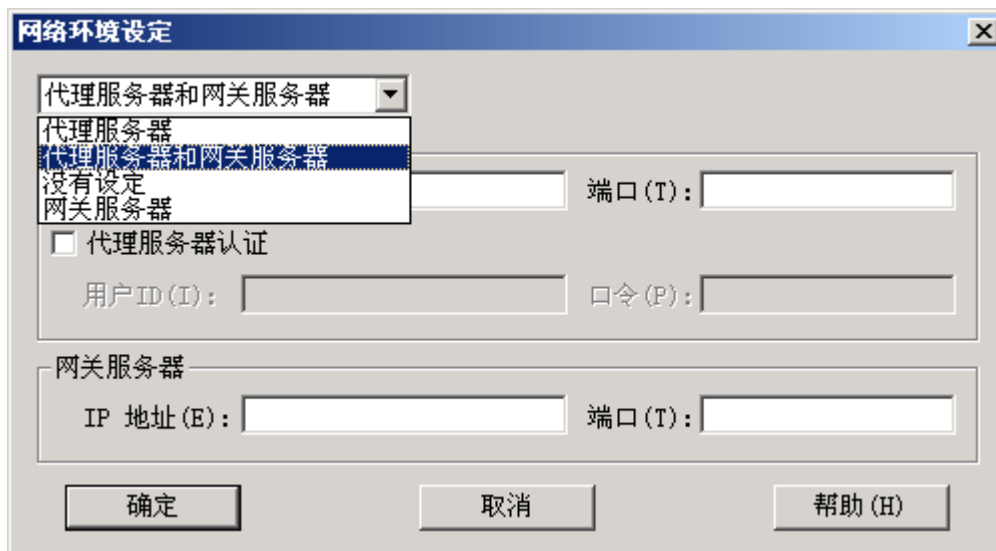 网络环境设定
代理服务器和网关服务器
代理服务器
代理服务器和网关服务器
没有设定
网关服务器
端口(T):
代理服务器认证
用户ID(I): 口令(P):
网关服务器
IP 地址(E): 端口(T):
确定 取消 帮助(H)